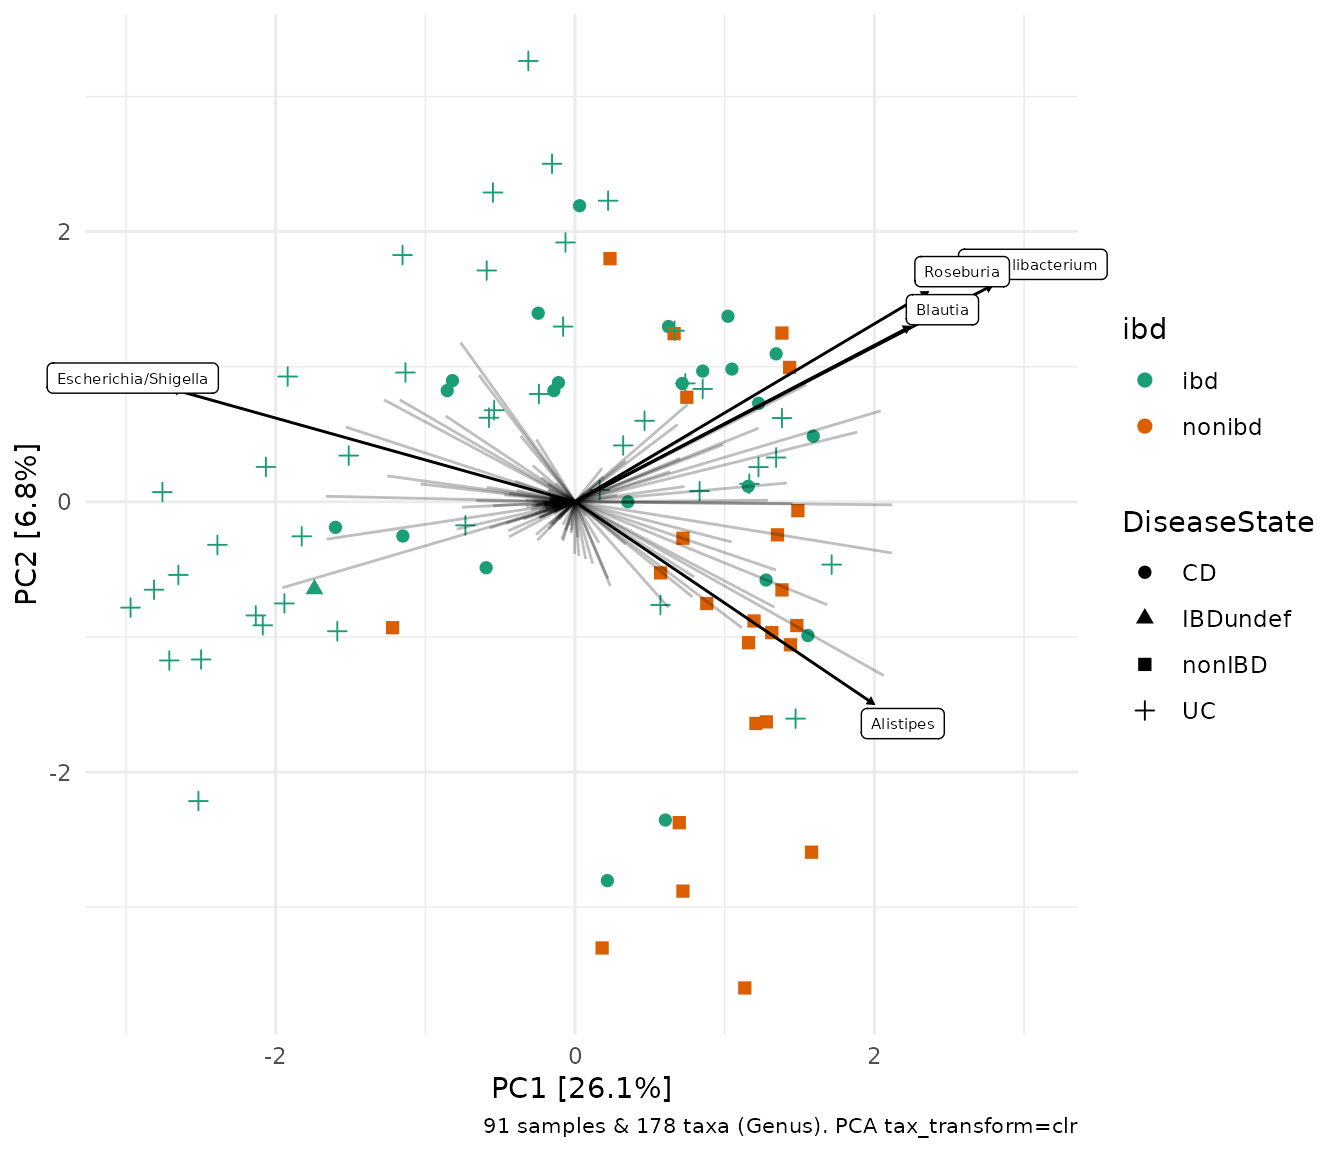 PC2 [6.8%]
2
0
-2
-2
0
2
PC1 [26.1%]
91 samples & 178 taxa (Genus). PCA tax_transform=clr
Escherichia/Shigella
Roseburia
Blautia
Alistipes
ibd
ibd
nonibd
DiseaseState
CD
IBDundef
nonIBD
UC